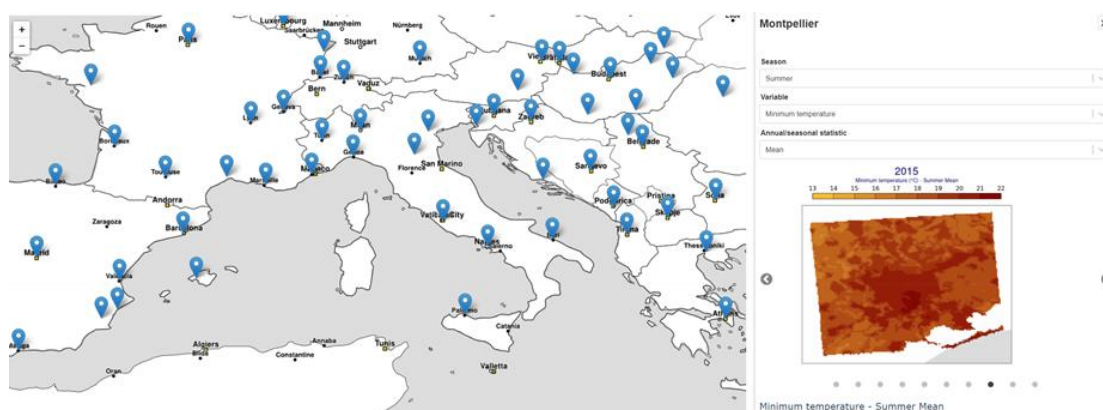 +
Rouen
Paris
Luxembourg
Saarbrücken
Mannheim
Nürnberg
Stuttgart
Munich
Vienna
Budapest
Basel
Zurich
Bern
Vaduz
Geneva
Lyon
Ljubljana
Zagreb
Milan
Turin
Bordeaux
Genoa
Belgrade
Florence
San Marino
Sarajevo
Bilbao
Toulouse
Marseille
Monaco
Andorra
Pristina
Sofia
Podgorica
Skopje
Zaragoza
Barcelona
Vatican City
Tirana
Madrid
Naples
Salerno
Bari
Thessaloniki
Valencia
Palermo
Catania
Athens
Malaga
Algiers
Blida
Annaba
Constantine
Tunis
Oran
Valletta
Montpellier
Season
Summer
Variable
Minimum temperature
Annual/seasonal statistic
Mean
2015
Minimum temperature (°C) - Summer Mean
13 14 15 16 17 18 19 20 21 22
Minimum temperature - Summer Mean